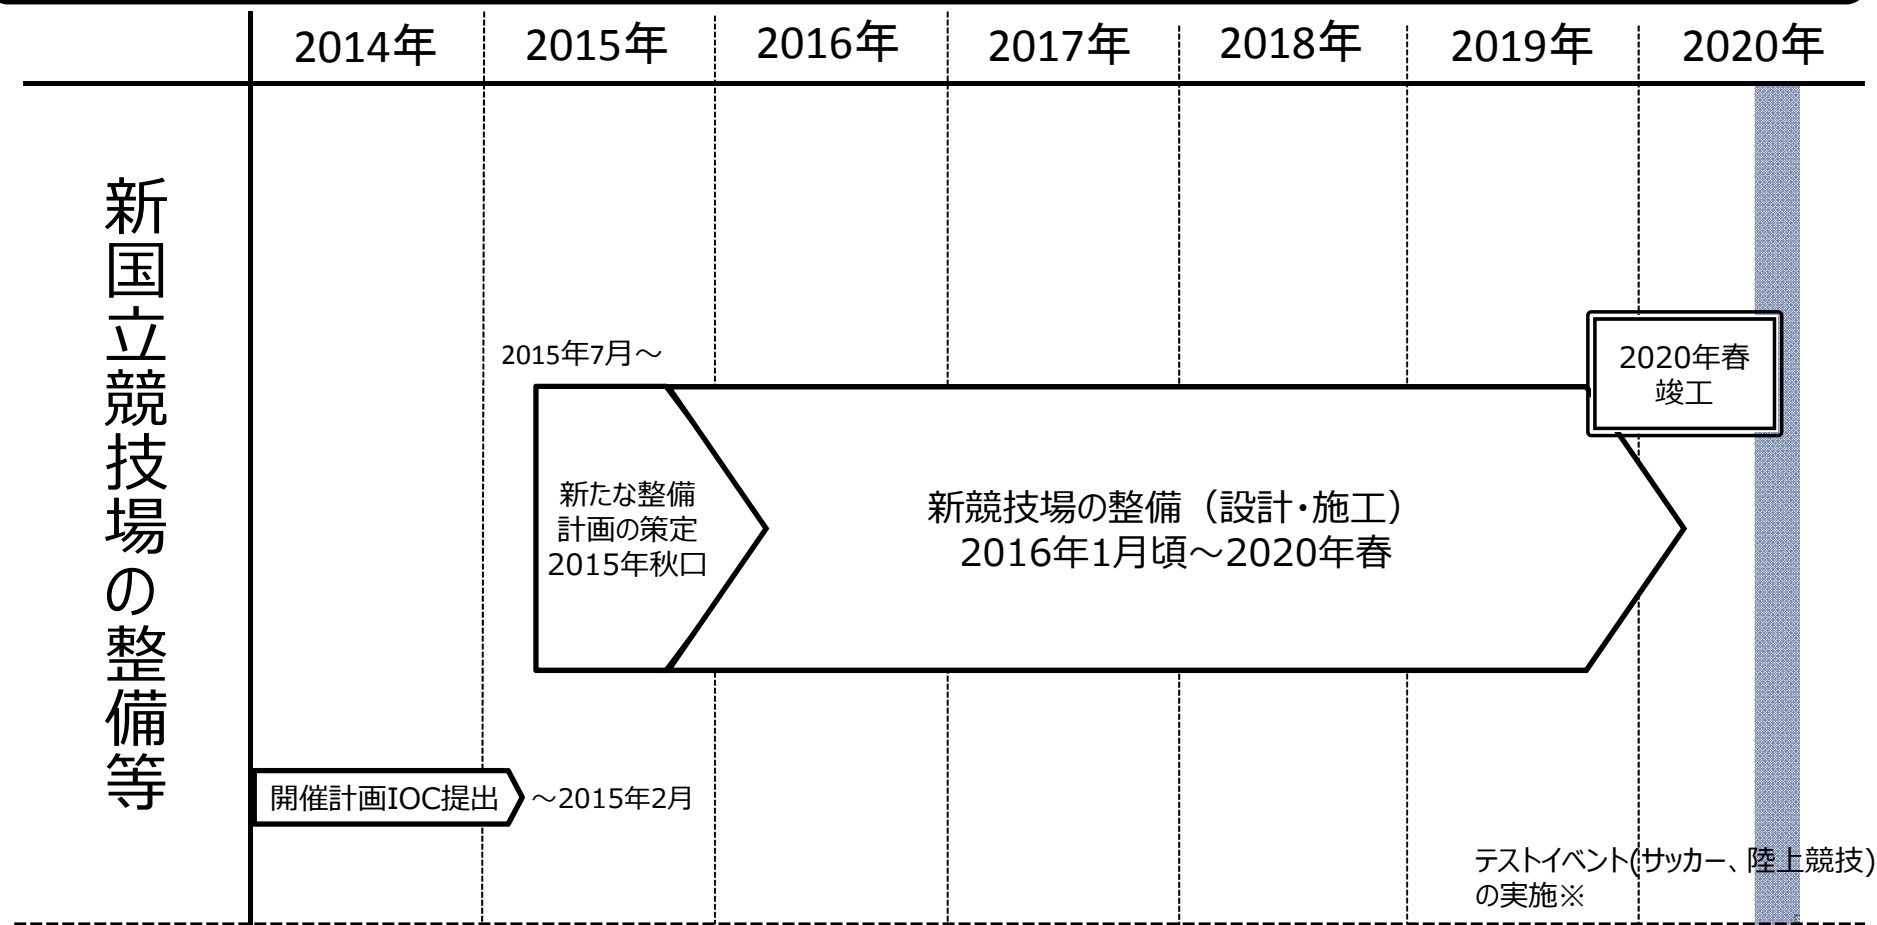 2014年 2015年 2016年 2017年 2018年 2019年 2020年
新国立競技場の整備等
2015年7月～
2020年春
竣工
新たな整備
計画の策定
2015年秋口
新競技場の整備（設計・施工）
2016年1月頃～2020年春
開催計画IOC提出
～2015年2月
テストイベント(サッカー、陸上競技)
の実施※